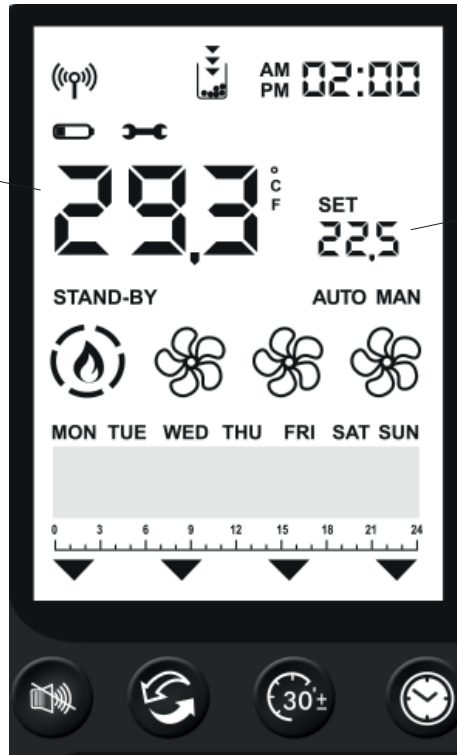 AM 02:00
PM
29,3 °
C
F
SET
22,5
STAND-BY AUTO MAN
MON TUE WED THU FRI SAT SUN
0 3 6 9 12 15 18 21 24
30'±